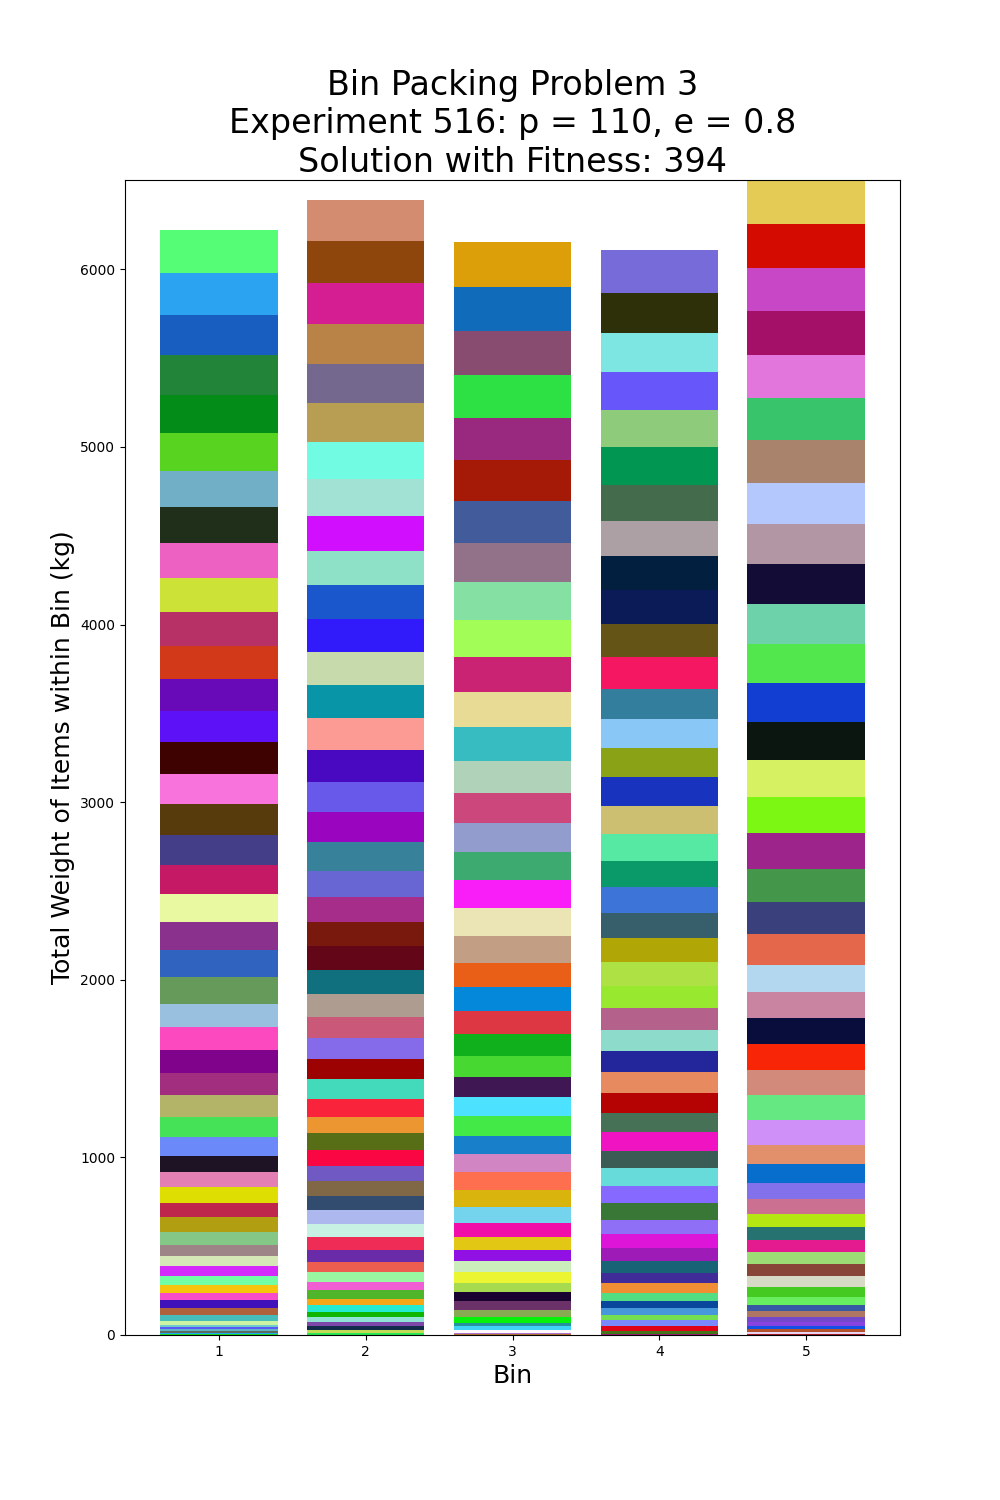 Bin Packing Problem 3
Experiment 516: p = 110, e = 0.8
Solution with Fitness: 394
Total Weight of Items within Bin (kg)
6000
5000
4000
3000
2000
1000
0
1 2 3 4 5
Bin